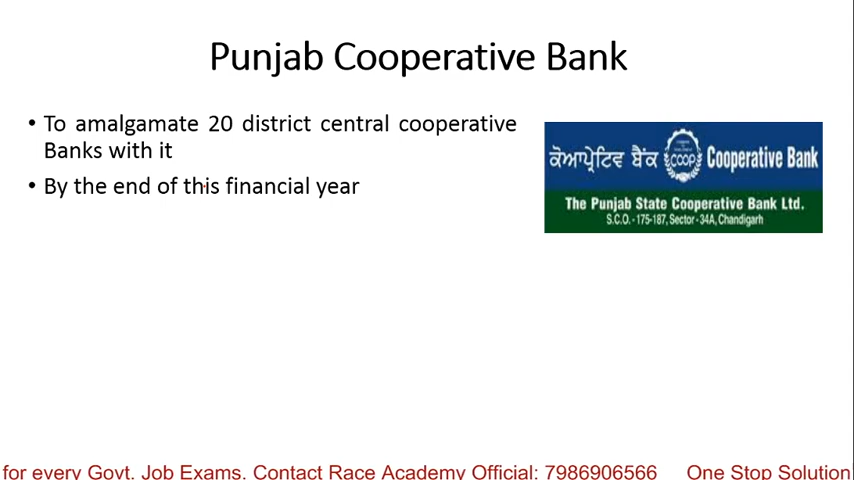 Punjab Cooperative Bank
• To amalgamate 20 district central cooperative
Banks with it
• By the end of this financial year
ਕੋਆਪ੍ਰੇਟਿਵ ਬੈਂਕ COOP Cooperative Bank
The Punjab State Cooperative Bank Ltd.
S.C.O. - 175-187, Sector - 34A, Chandigarh
for every Govt. Job Exams. Contact Race Academy Official: 7986906566 One Stop Solution